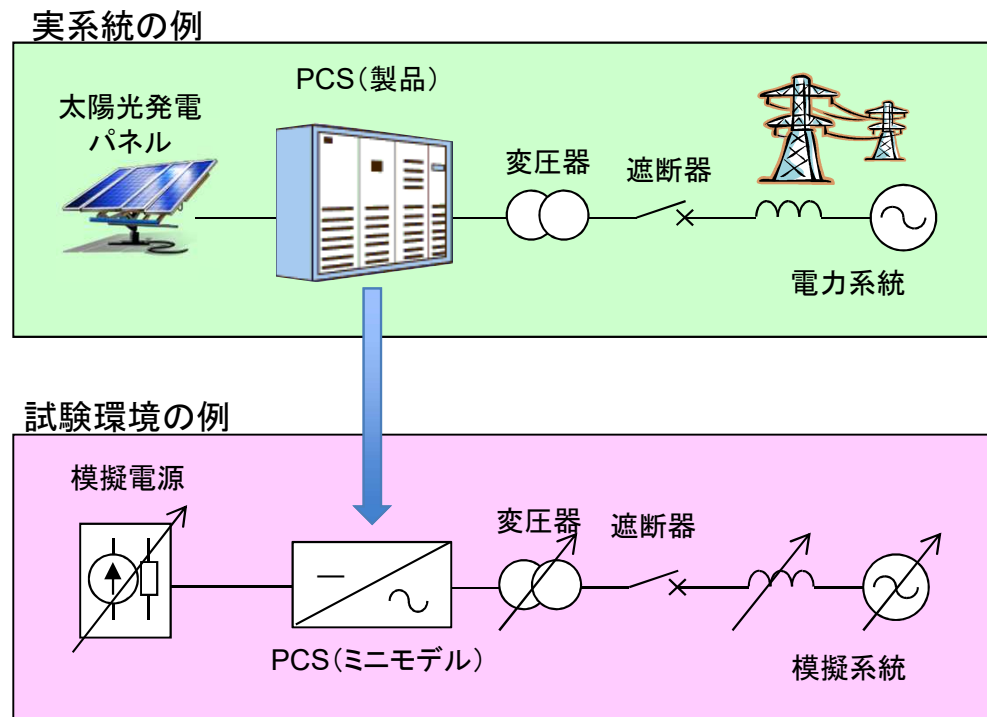 実系統の例
PCS（製品）
太陽光発電
パネル
変圧器
遮断器
電力系統
試験環境の例
模擬電源
変圧器
遮断器
PCS（ミニモデル）
模擬系統